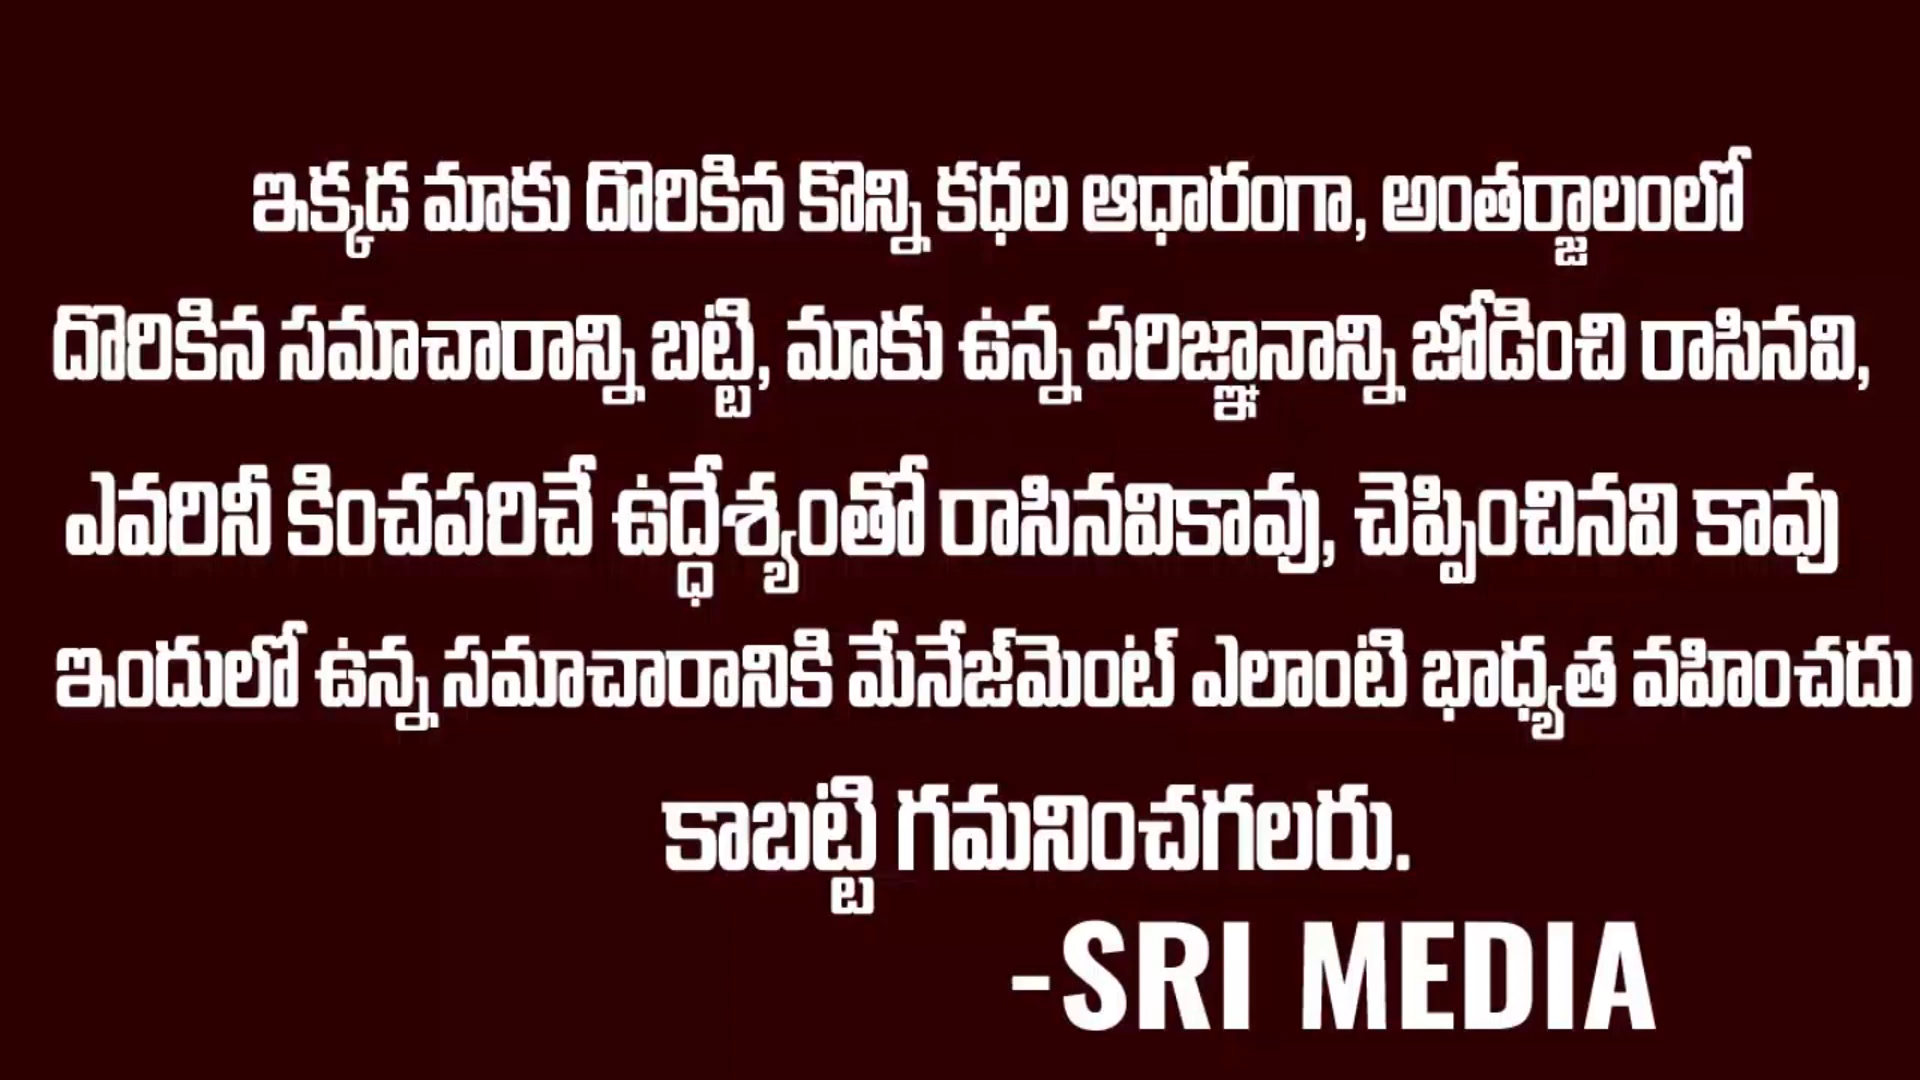 ఇక్కడ మాకు దొరికిన కొన్ని కధల ఆధారంగా, అంతర్జాలంలో
దొరికిన సమాచారాన్ని బట్టి, మాకు ఉన్న పరిజ్ఞానాన్ని జోడించి రాసినవి,
ఎవరినీ కించపరిచే ఉద్ధేశ్యంతో రాసినవికావు, చెప్పించినవి కావు
ఇందులో ఉన్న సమాచారానికి మేనేజ్‌మెంట్ ఎలాంటి భాధ్యత వహించదు
కాబట్టి గమనించగలరు.
-SRI MEDIA